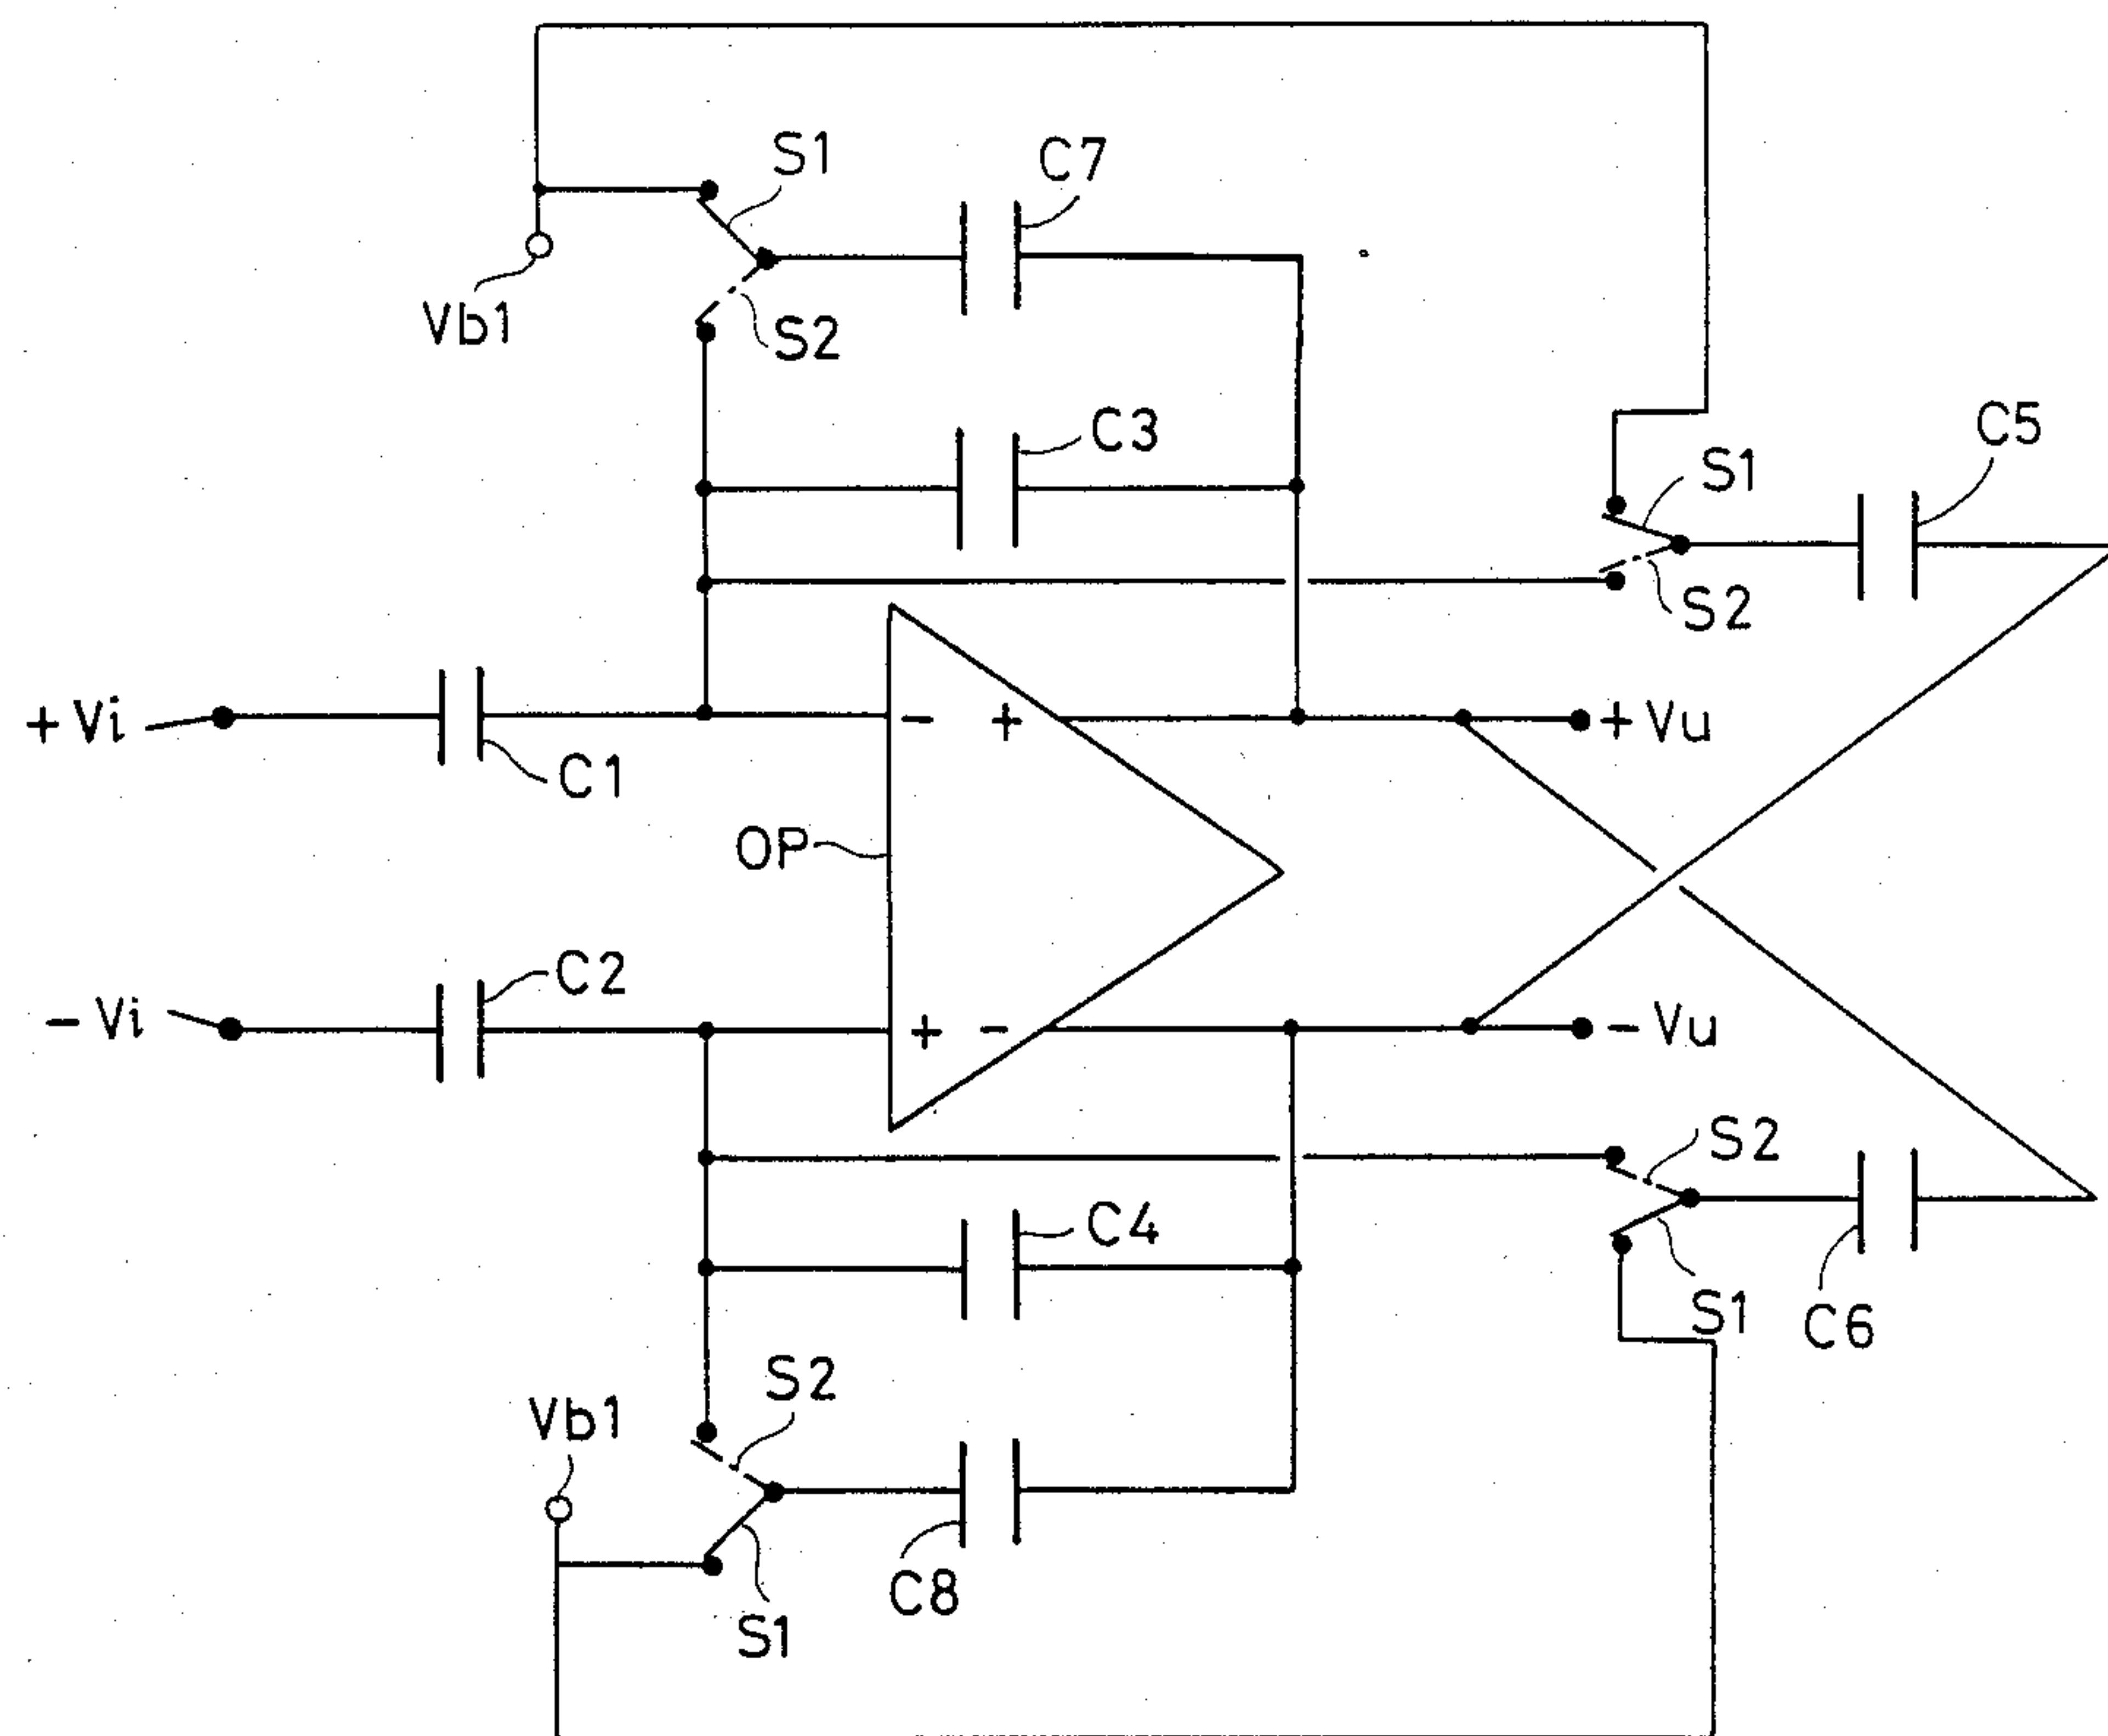 S1
C7
Vb1
S2
C3
C5
S1
S2
+Vi
C1
- +
+Vu
OP
C2
-Vi
+ -
-Vu
S2
C4
S1
C6
S2
Vb1
C8
S1